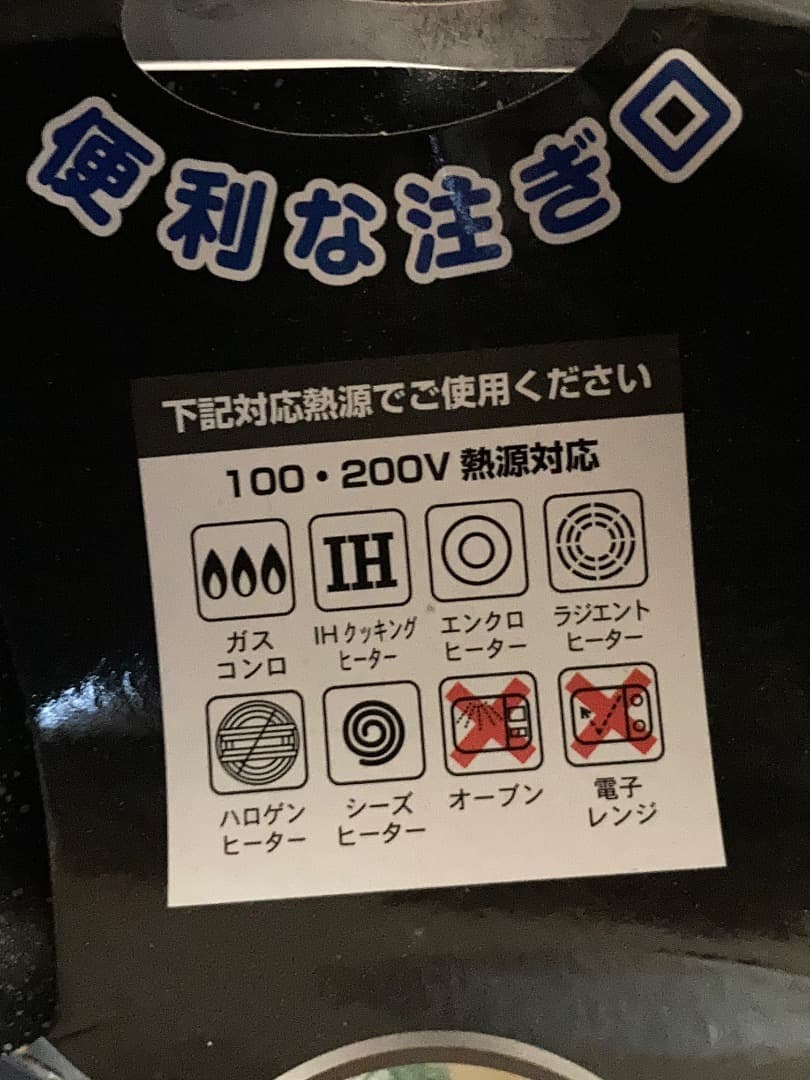 便利な注ぎ口
下記対応熱源でご使用ください
100・200V 熱源対応
IH
ガス
コンロ
IHクッキング
ヒーター
エンクロ
ヒーター
ラジエント
ヒーター
ハロゲン
ヒーター
シーズ
ヒーター
オーブン
電子
レンジ